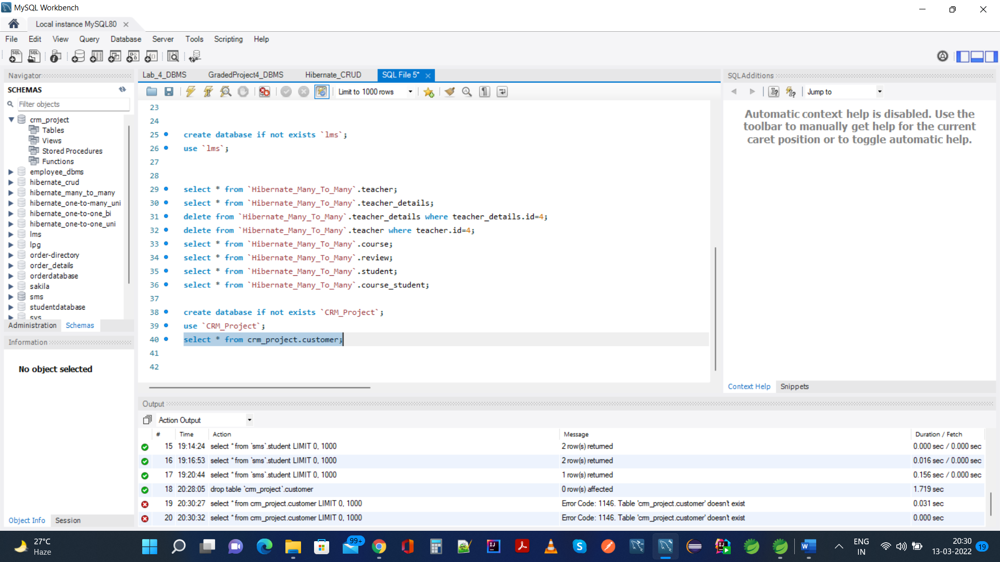 MySQL Workbench
Local instance MySQL80
File Edit View Query Database Server Tools Scripting Help
Navigator
SCHEMAS
Filter objects
crm_project
Tables
Views
Stored Procedures
Functions
employee_dbms
hibernate_crud
hibernate_many_to_many
hibernate_one-to-many_uni
hibernate_one-to-one_bi
hibernate_one-to-one_uni
lms
lpg
order-directory
order_details
orderdatabase
sakila
sms
studentdatabase
sys
Administration Schemas
Information
No object selected
Object Info Session
Lab_4_DBMS GradedProject4_DBMS Hibernate_CRUD SQL File 5*
Limit to 1000 rows
23
24
25 create database if not exists `lms`;
26 use `lms`;
27
28
29 select * from `Hibernate_Many_To_Many`.teacher;
30 select * from `Hibernate_Many_To_Many`.teacher_details;
31 delete from `Hibernate_Many_To_Many`.teacher_details where teacher_details.id=4;
32 delete from `Hibernate_Many_To_Many`.teacher where teacher.id=4;
33 select * from `Hibernate_Many_To_Many`.course;
34 select * from `Hibernate_Many_To_Many`.review;
35 select * from `Hibernate_Many_To_Many`.student;
36 select * from `Hibernate_Many_To_Many`.course_student;
37
38 create database if not exists `CRM_Project`;
39 use `CRM_Project`;
40 select * from crm_project.customer;
41
42
SQLAdditions
Jump to
Automatic context help is disabled. Use the
toolbar to manually get help for the current
caret position or to toggle automatic help.
Context Help Snippets
Output
Action Output
# Time Action Message Duration / Fetch
15 19:14:24 select * from `sms`.student LIMIT 0, 1000 2 row(s) returned 0.000 sec / 0.000 sec
16 19:16:53 select * from `sms`.student LIMIT 0, 1000 2 row(s) returned 0.016 sec / 0.000 sec
17 19:20:44 select * from `sms`.student LIMIT 0, 1000 1 row(s) returned 0.156 sec / 0.000 sec
18 20:28:05 drop table `crm_project`.customer 0 row(s) affected 1.719 sec
19 20:30:27 select * from crm_project.customer LIMIT 0, 1000 Error Code: 1146. Table 'crm_project.customer' doesn't exist 0.031 sec
20 20:30:32 select * from crm_project.customer LIMIT 0, 1000 Error Code: 1146. Table 'crm_project.customer' doesn't exist 0.000 sec
27°C
Haze
99+
ENG
IN
20:30
13-03-2022
19